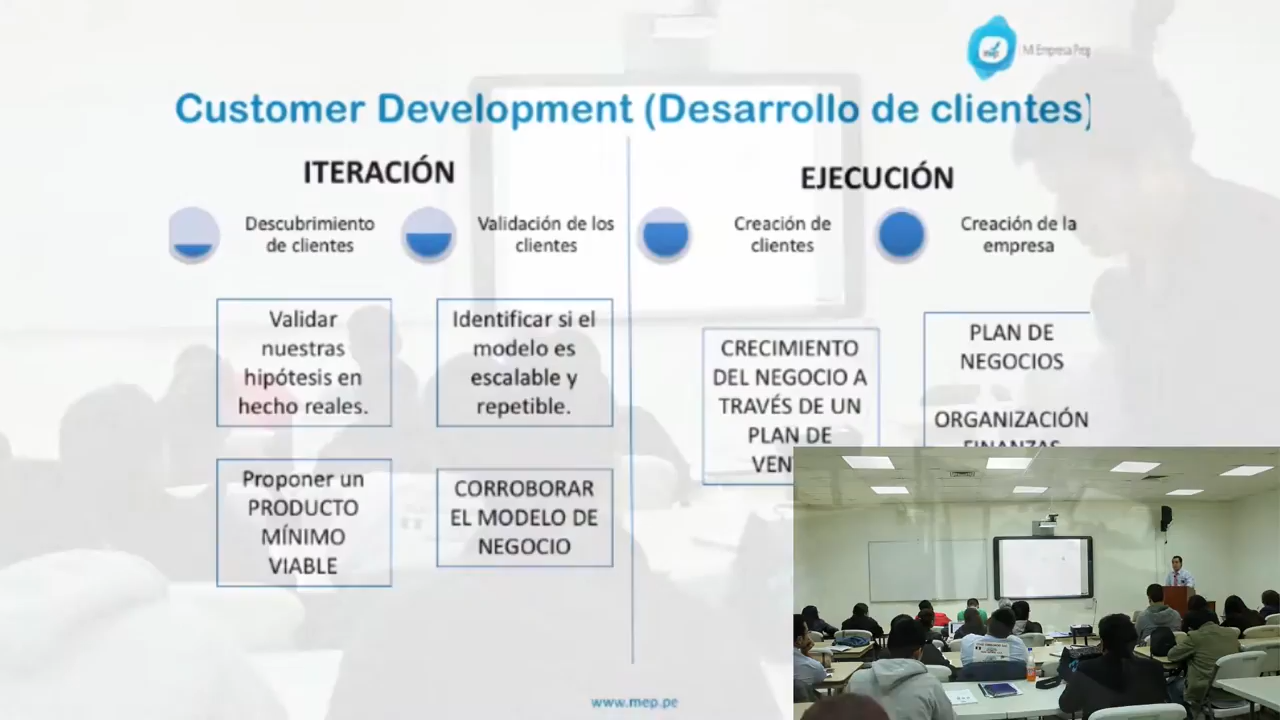 mep
Mi Empresa Prop
Customer Development (Desarrollo de clientes)
ITERACIÓN
EJECUCIÓN
Descubrimiento
de clientes
Validación de los
clientes
Creación de
clientes
Creación de la
empresa
Validar
nuestras
hipótesis en
hecho reales.
Identificar si el
modelo es
escalable y
repetible.
CRECIMIENTO
DEL NEGOCIO A
TRAVÉS DE UN
PLAN DE
PLAN DE
NEGOCIOS
ORGANIZACIÓN
FINANZAS
Proponer un
PRODUCTO
MÍNIMO
VIABLE
CORROBORAR
EL MODELO DE
NEGOCIO
www.mep.pe